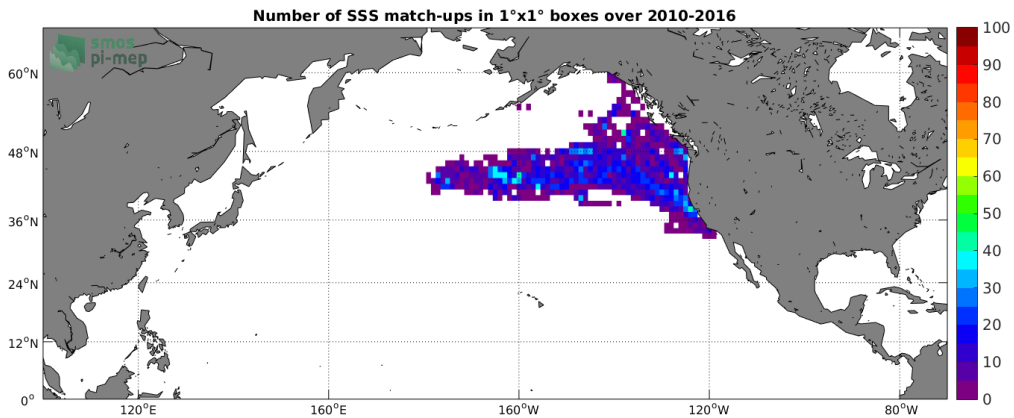 Number of SSS match-ups in 1°x1° boxes over 2010-2016
smos
pi-mep
60°N
48°N
36°N
24°N
12°N
0°
120°E
160°E
160°W
120°W
80°W
100
90
80
70
60
50
40
30
20
10
0